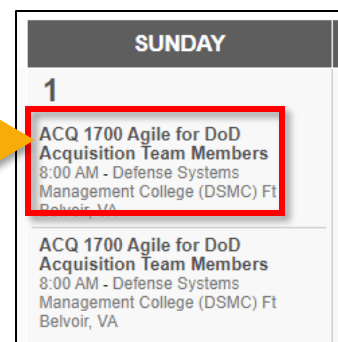 SUNDAY
1
ACQ 1700 Agile for DoD
Acquisition Team Members
8:00 AM - Defense Systems
Management College (DSMC) Ft
Belvoir, VA
ACQ 1700 Agile for DoD
Acquisition Team Members
8:00 AM - Defense Systems
Management College (DSMC) Ft
Belvoir, VA